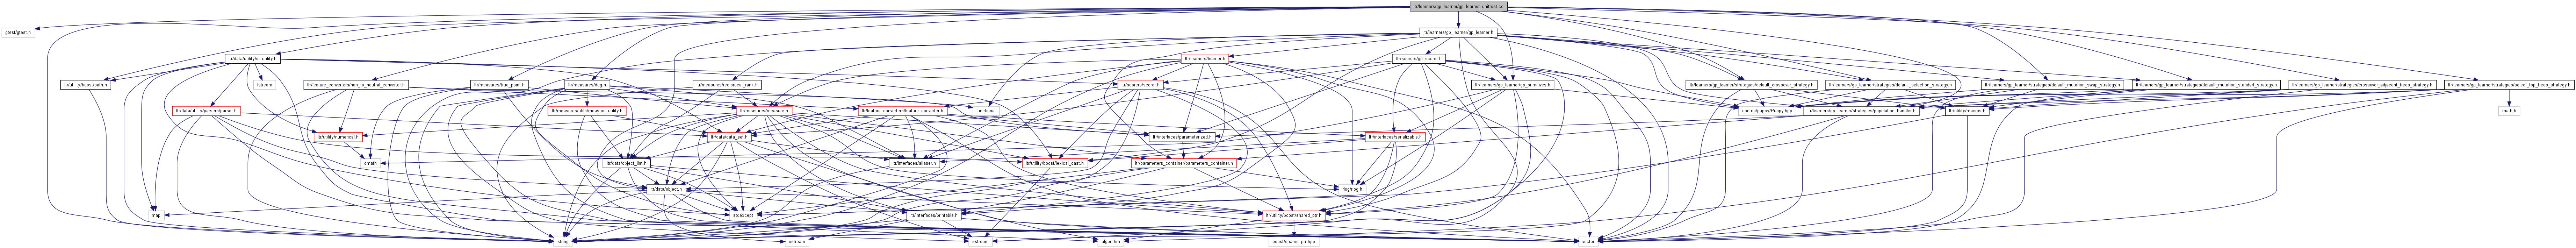 ltr/learners/gp_learner/gp_learner_unittest.cc
gtest/gtest.h
ltr/learners/gp_learner/gp_learner.h
ltr/data/utility/io_utility.h
ltr/learners/learner.h
ltr/scorers/gp_scorer.h
ltr/utility/boost/path.h
fstream
ltr/feature_converters/nan_to_neutral_converter.h
ltr/measures/true_point.h
ltr/measures/dcg.h
ltr/measures/reciprocal_rank.h
ltr/scorers/scorer.h
ltr/learners/gp_learner/gp_primitives.h
ltr/learners/gp_learner/strategies/default_crossover_strategy.h
ltr/learners/gp_learner/strategies/default_selection_strategy.h
ltr/learners/gp_learner/strategies/default_mutation_swap_strategy.h
ltr/learners/gp_learner/strategies/default_mutation_standart_strategy.h
ltr/learners/gp_learner/strategies/crossover_adjacent_trees_strategy.h
ltr/learners/gp_learner/strategies/select_top_trees_strategy.h
ltr/data/utility/parsers/parser.h
ltr/measures/utils/measure_utility.h
ltr/measures/measure.h
ltr/feature_converters/feature_converter.h
functional
contrib/puppy/Puppy.hpp
ltr/learners/gp_learner/strategies/population_handler.h
ltr/utility/macros.h
math.h
ltr/utility/numerical.h
ltr/data/data_set.h
ltr/interfaces/parameterized.h
ltr/interfaces/serializable.h
cmath
ltr/data/object_list.h
ltr/interfaces/aliaser.h
ltr/utility/boost/lexical_cast.h
ltr/parameters_container/parameters_container.h
ltr/data/object.h
rlog/rlog.h
map
stdexcept
ltr/interfaces/printable.h
ltr/utility/boost/shared_ptr.h
string
ostream
sstream
algorithm
boost/shared_ptr.hpp
vector